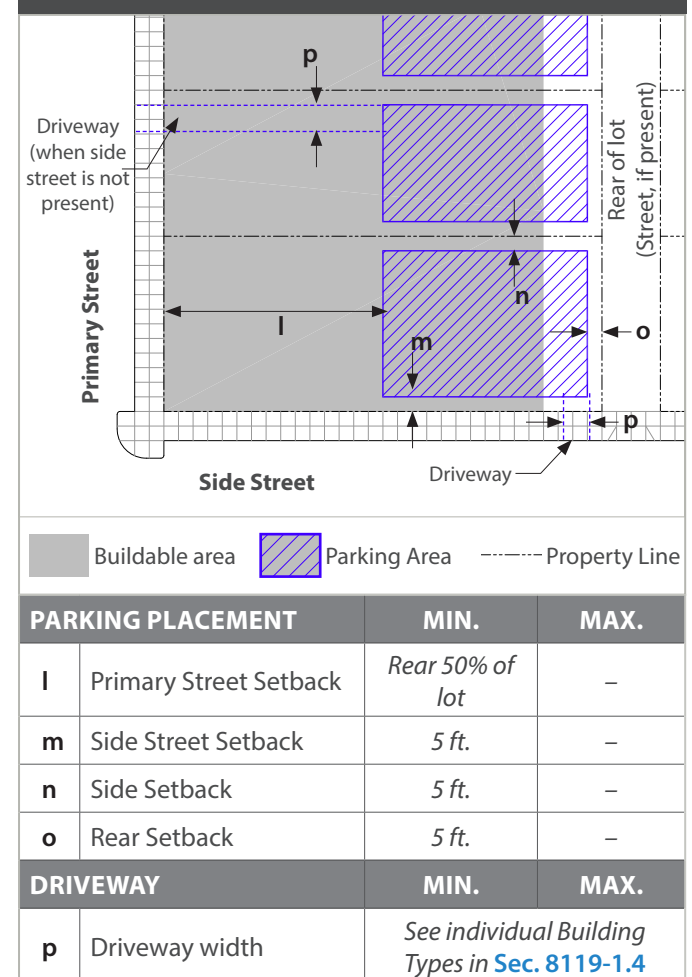 p
Driveway
(when side
street is not
present)
Rear of lot
(Street, if present)
Primary Street
l
n
m
o
p
Side Street
Driveway
Buildable area
Parking Area
Property Line
PARKING PLACEMENT MIN. MAX.
l Primary Street Setback Rear 50% of lot –
m Side Street Setback 5 ft. –
n Side Setback 5 ft. –
o Rear Setback 5 ft. –
DRIVEWAY MIN. MAX.
p Driveway width See individual Building
Types in Sec. 8119-1.4